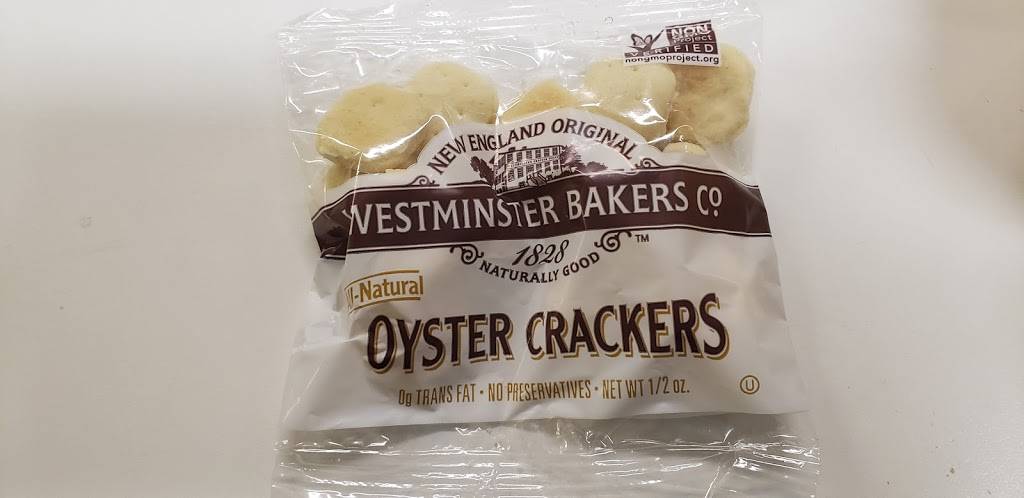 NON
Project
VERIFIED
nongmoproject.org
NEW ENGLAND ORIGINAL
WESTMINSTER BAKERS CO.
1828 TM
NATURALLY GOOD
All-Natural
OYSTER CRACKERS
0g TRANS FAT • NO PRESERVATIVES • NET WT 1/2 oz.
U